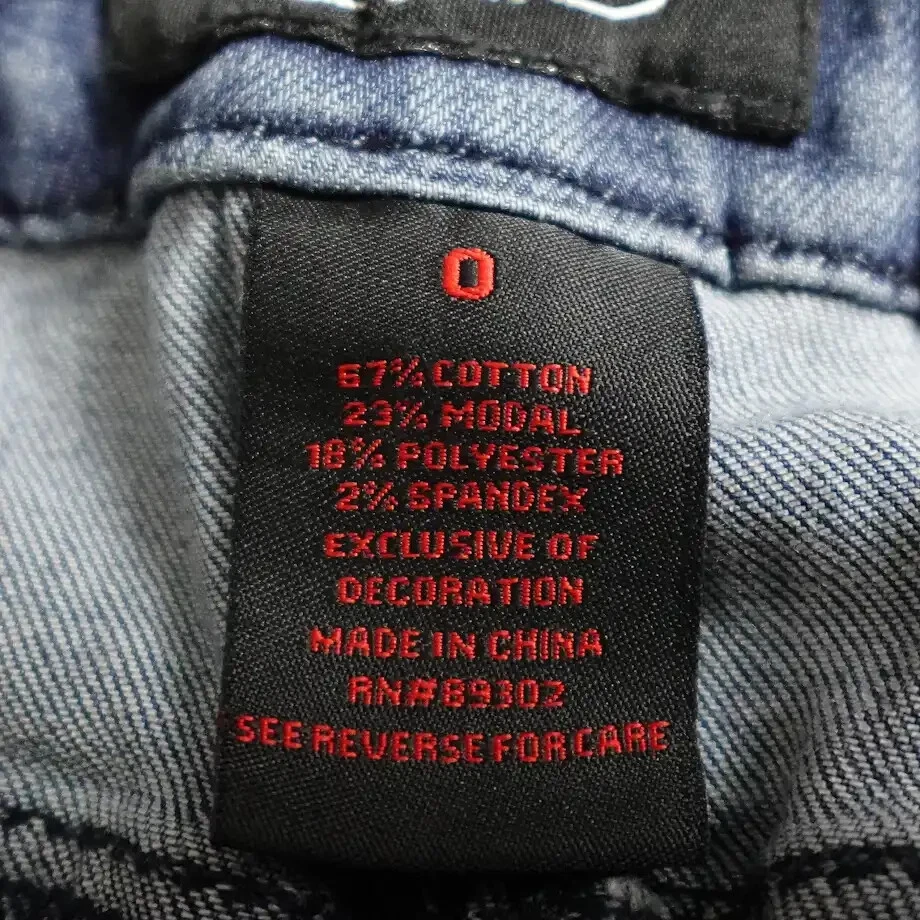 0
57% COTTON
23% MODAL
18% POLYESTER
2% SPANDEX
EXCLUSIVE OF
DECORATION
MADE IN CHINA
RN#89302
SEE REVERSE FOR CARE